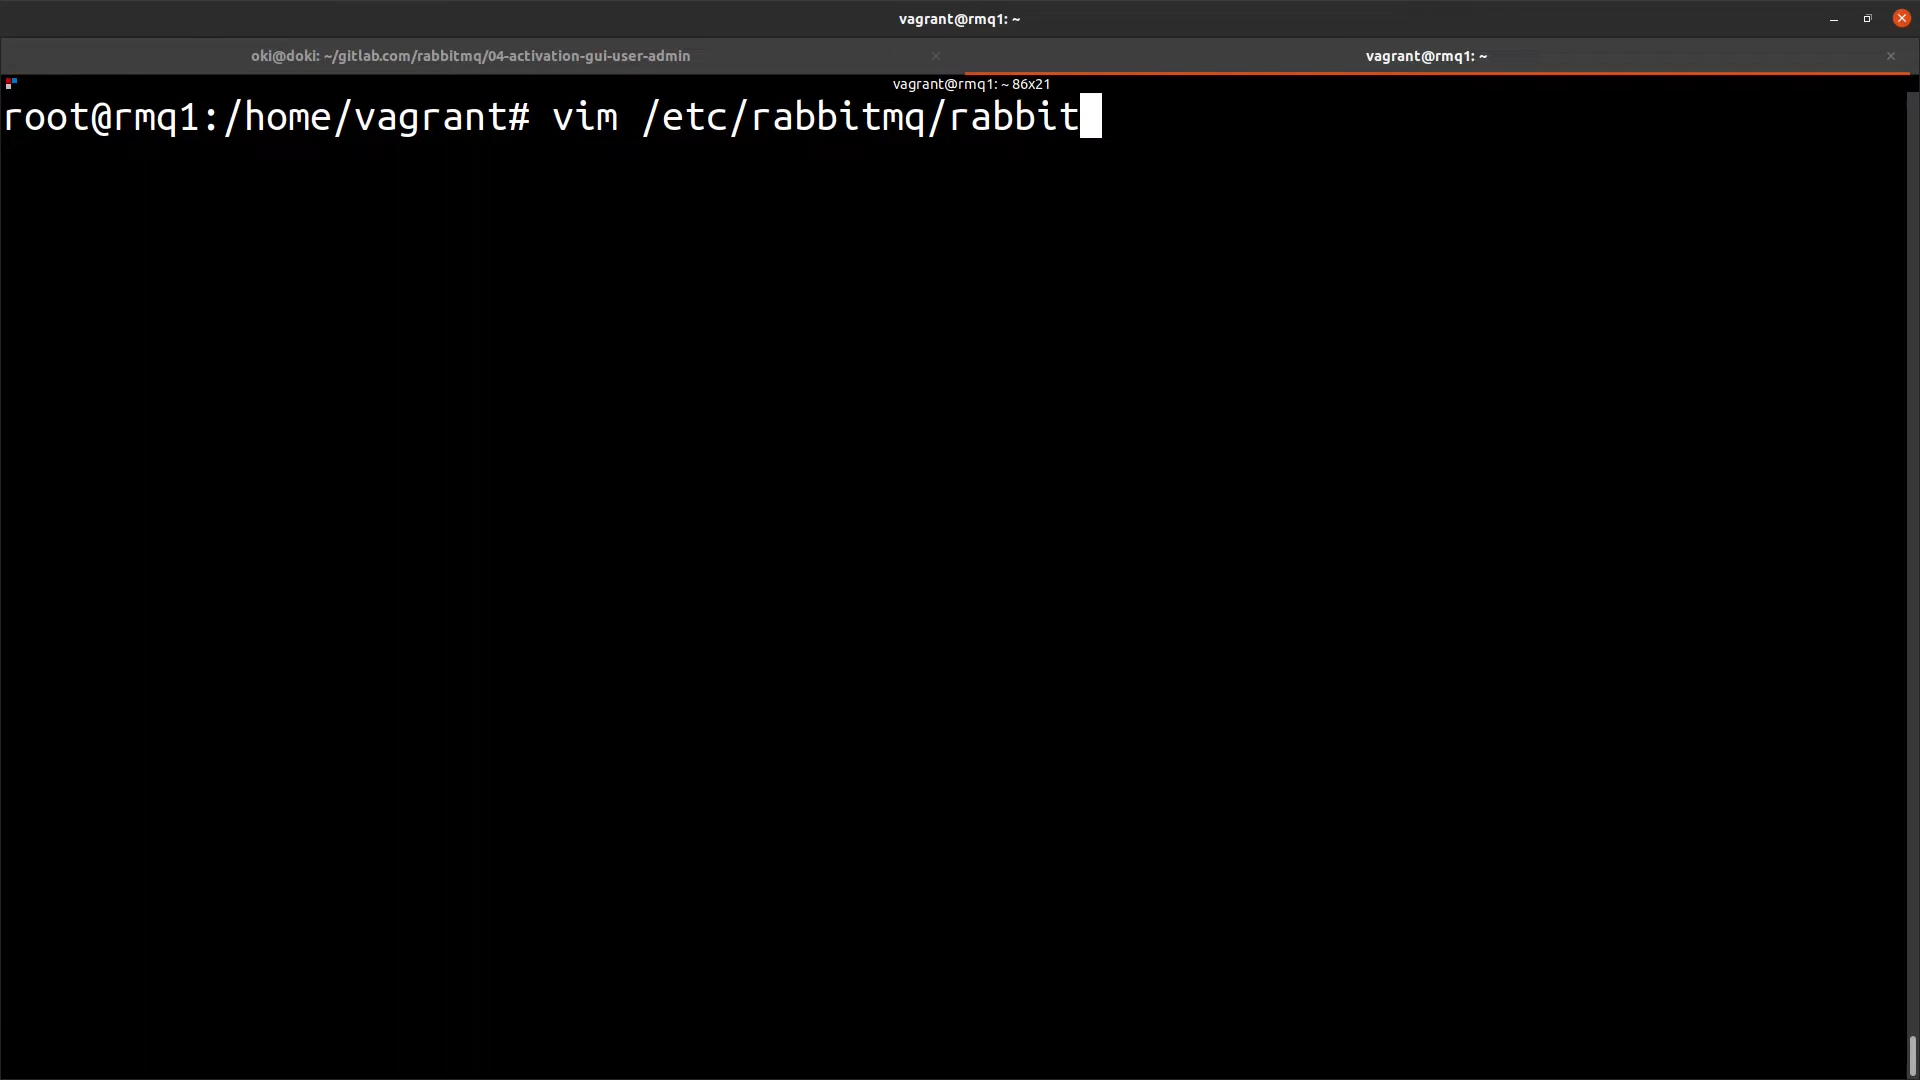 vagrant@rmq1: ~
oki@doki: ~/gitlab.com/rabbitmq/04-activation-gui-user-admin
vagrant@rmq1: ~
vagrant@rmq1: ~ 86x21
root@rmq1:/home/vagrant# vim /etc/rabbitmq/rabbit